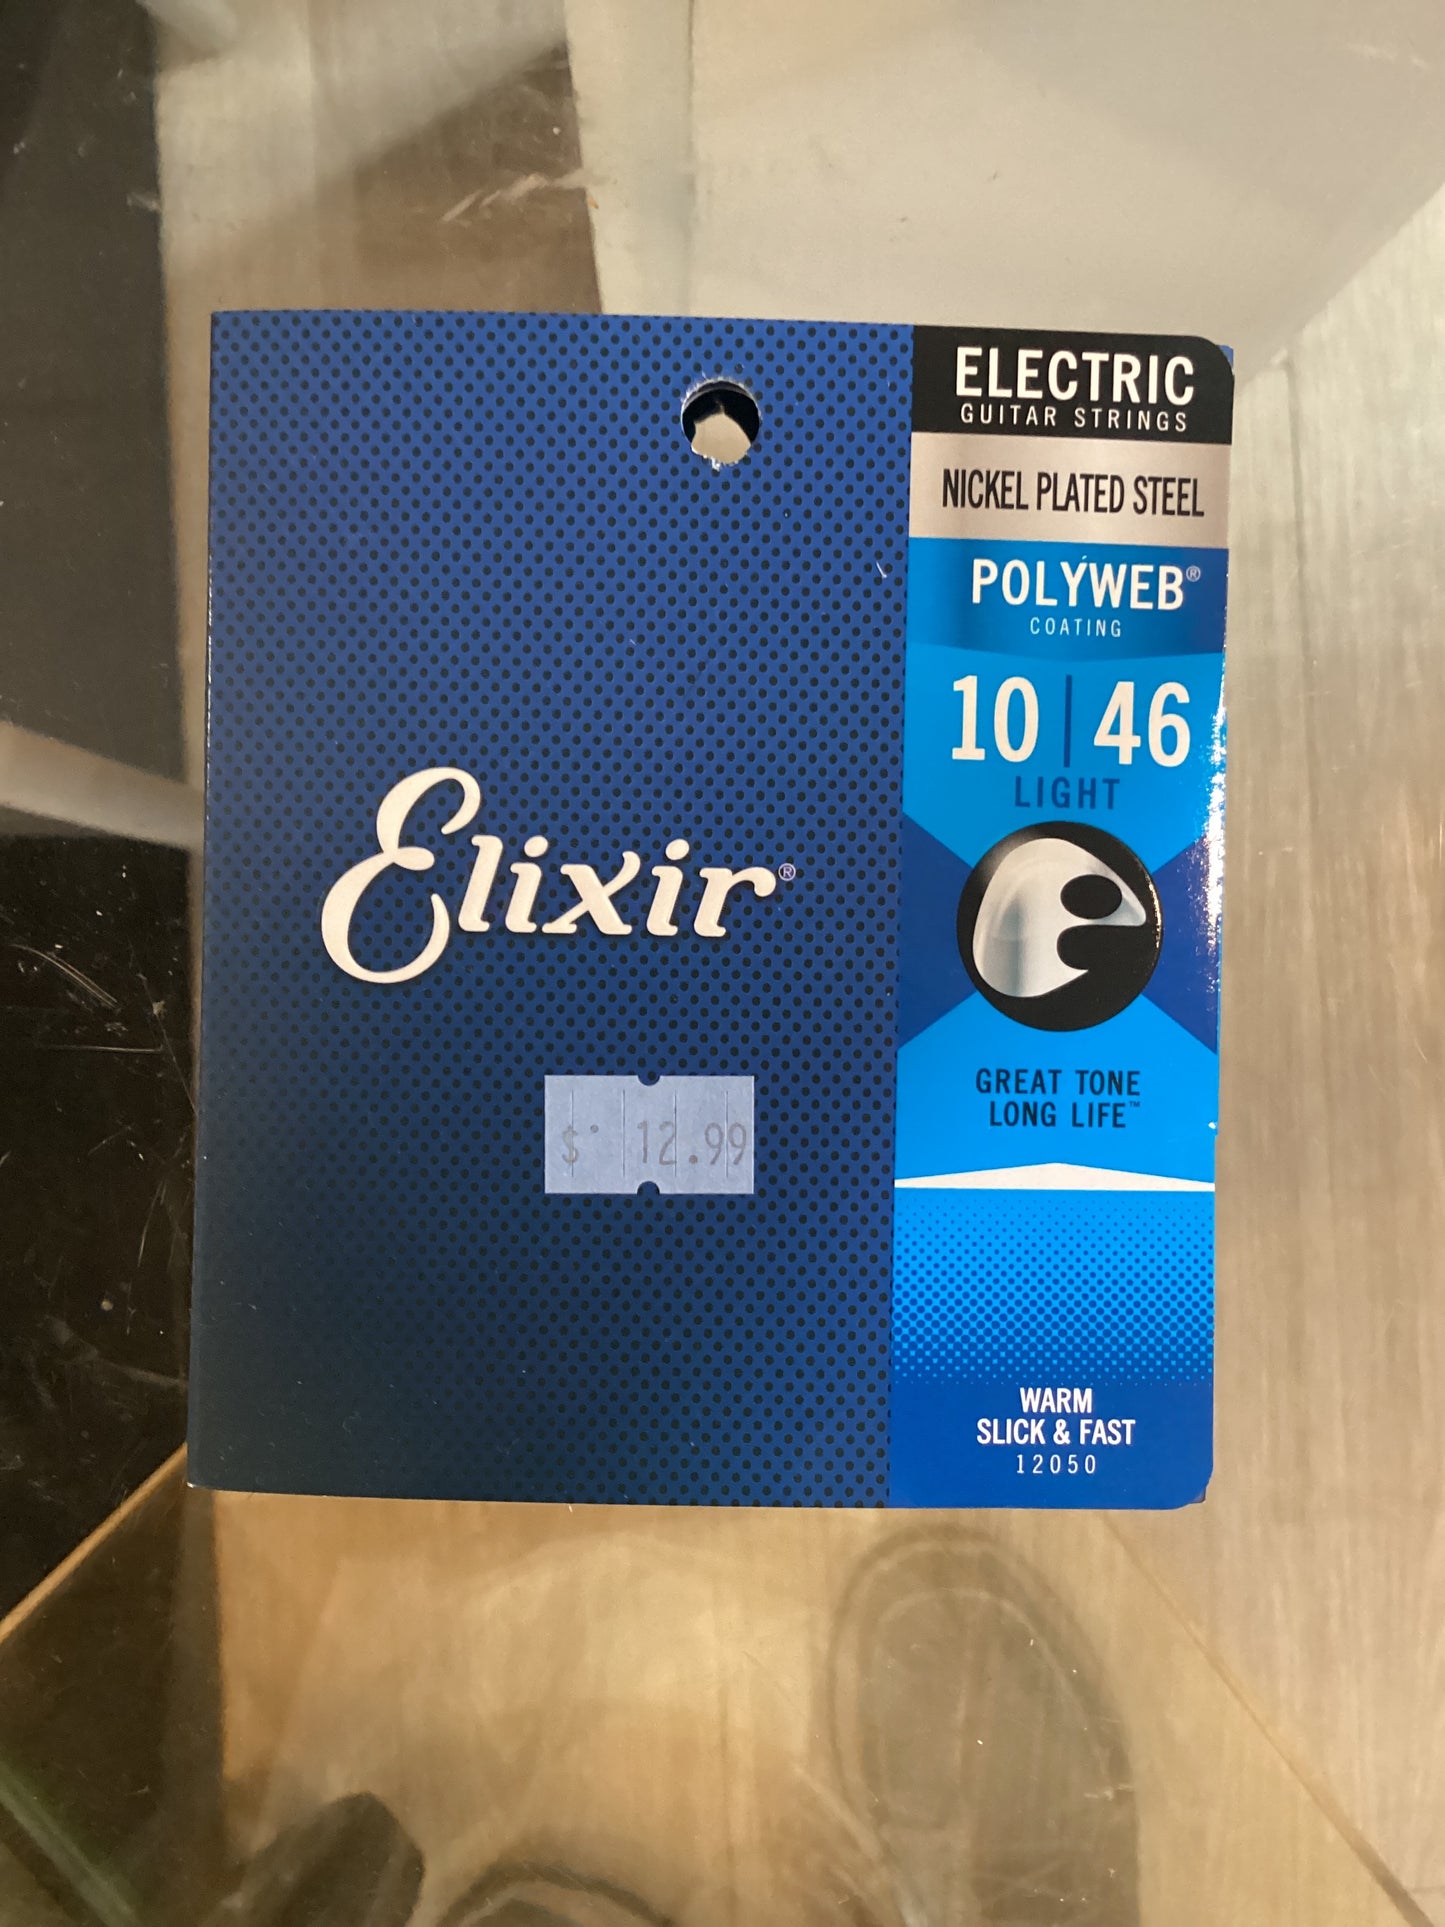 Elixir®
$ 12.99
ELECTRIC
GUITAR STRINGS
NICKEL PLATED STEEL
POLYWEB®
COATING
10 | 46
LIGHT
GREAT TONE
LONG LIFE™
WARM
SLICK & FAST
12050